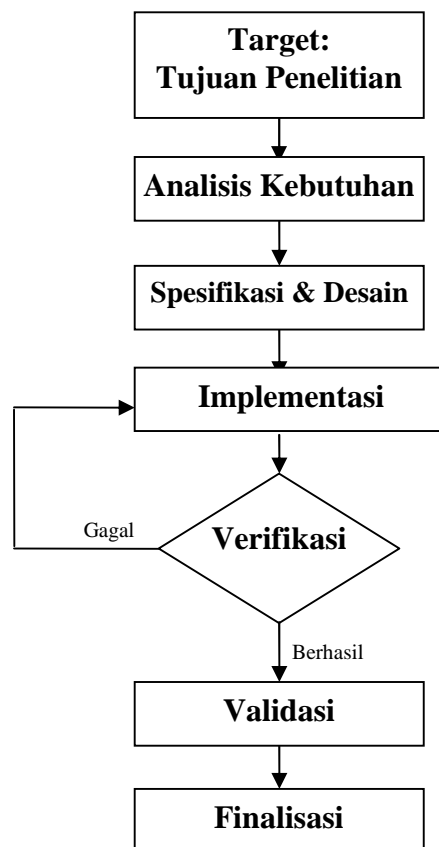 Target:
Tujuan Penelitian
Analisis Kebutuhan
Spesifikasi & Desain
Implementasi
Gagal
Verifikasi
Berhasil
Validasi
Finalisasi